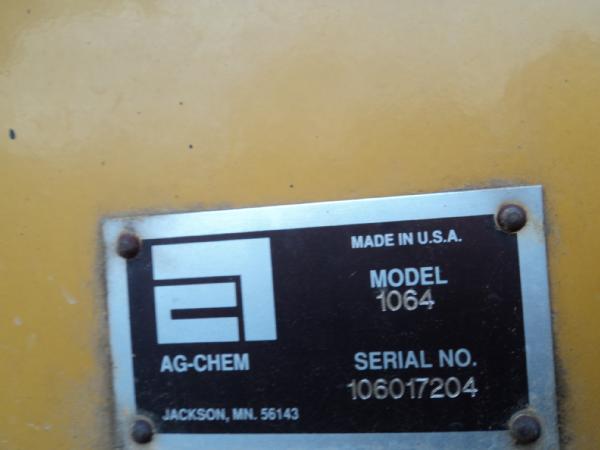 MADE IN U.S.A.
MODEL
1064
AG-CHEM
SERIAL NO.
106017204
JACKSON, MN. 56143